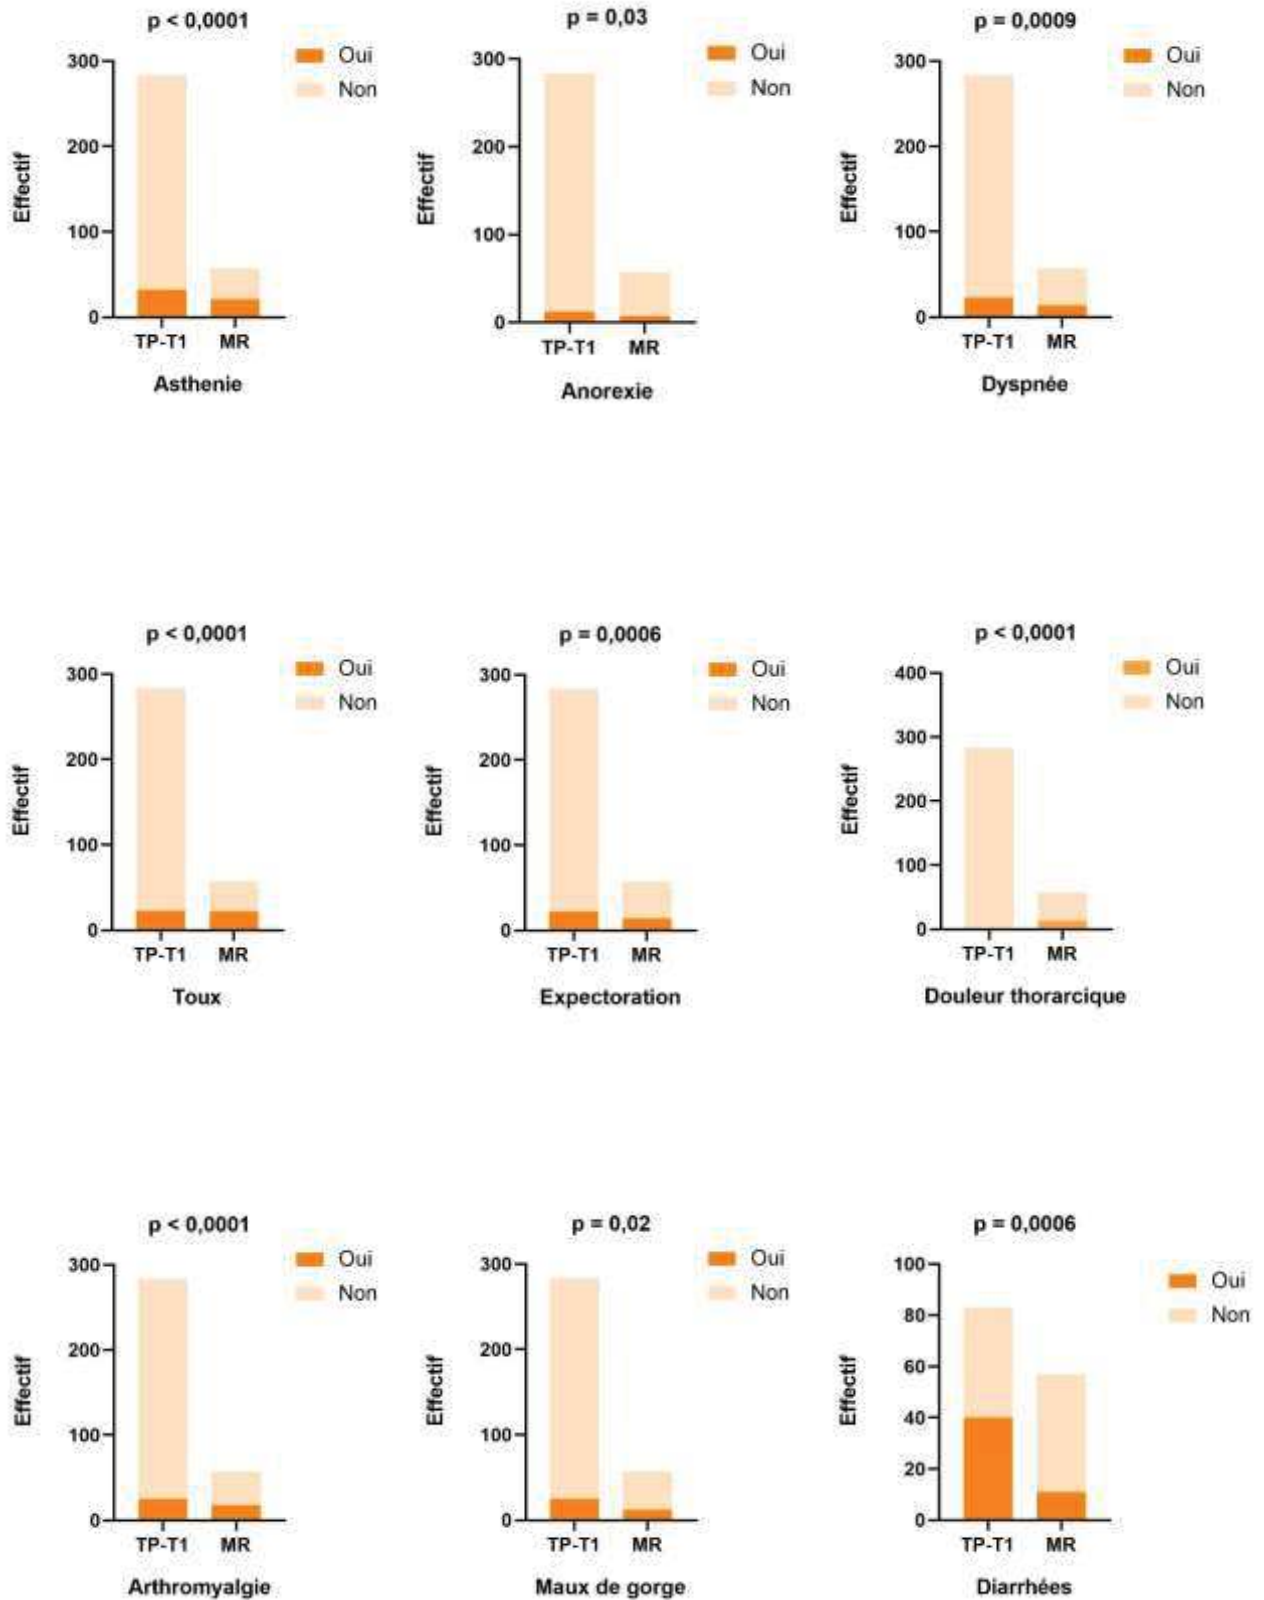 p < 0,0001
Oui
Non
300
200
100
0
Effectif
TP-T1 MR
Asthenie
p = 0,03
Oui
Non
300
200
100
0
Effectif
TP-T1 MR
Anorexie
p = 0,0009
Oui
Non
300
200
100
0
Effectif
TP-T1 MR
Dyspnée
p < 0,0001
Oui
Non
300
200
100
0
Effectif
TP-T1 MR
Toux
p = 0,0006
Oui
Non
300
200
100
0
Effectif
TP-T1 MR
Expectoration
p < 0,0001
Oui
Non
400
300
200
100
0
Effectif
TP-T1 MR
Douleur thorarcique
p < 0,0001
Oui
Non
300
200
100
0
Effectif
TP-T1 MR
Arthromyalgie
p = 0,02
Oui
Non
300
200
100
0
Effectif
TP-T1 MR
Maux de gorge
p = 0,0006
Oui
Non
100
80
60
40
20
0
Effectif
TP-T1 MR
Diarrhées